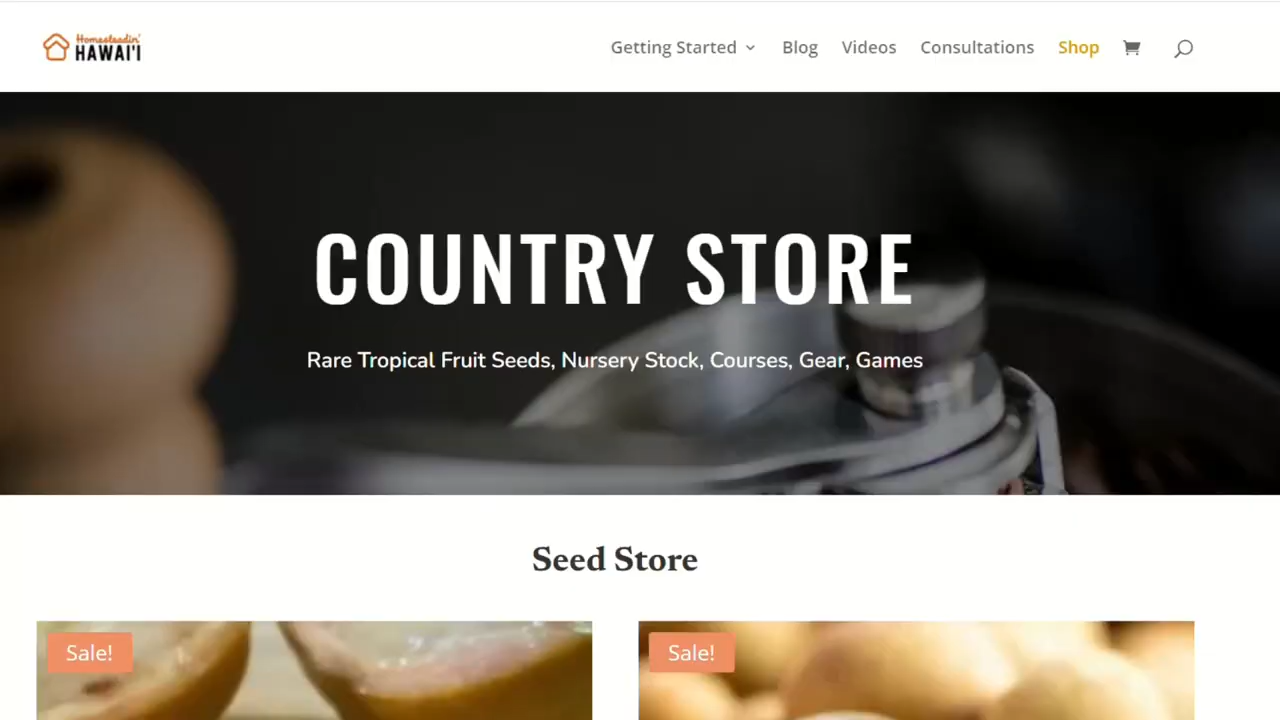 Homesteadin'
HAWAI'I
Getting Started
Blog
Videos
Consultations
Shop
COUNTRY STORE
Rare Tropical Fruit Seeds, Nursery Stock, Courses, Gear, Games
Seed Store
Sale!
Sale!